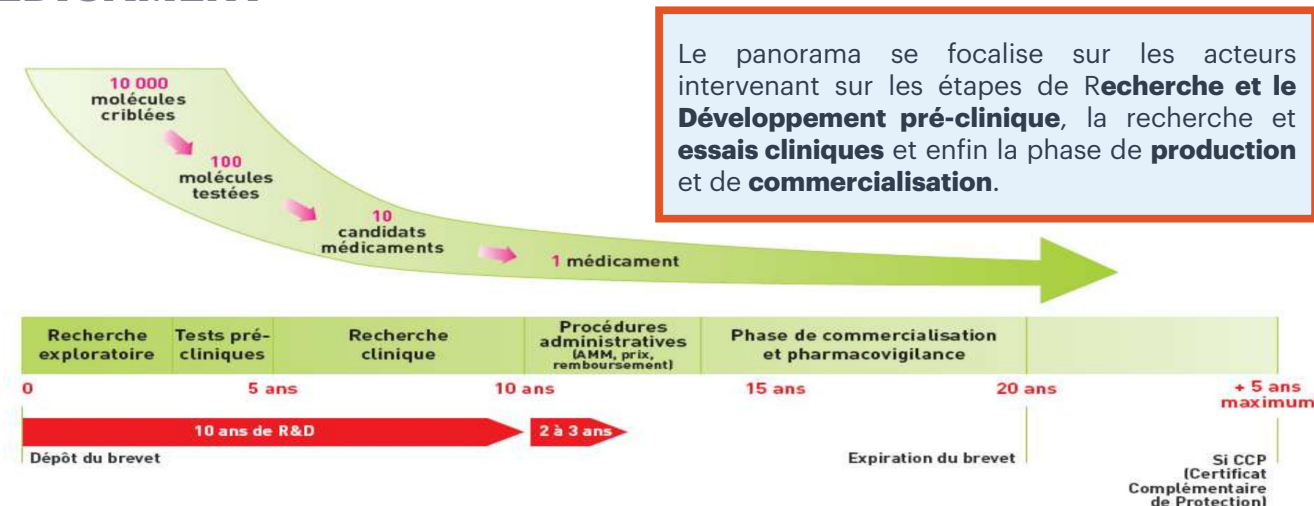 Le panorama se focalise sur les acteurs
intervenant sur les étapes de Recherche et le
Développement pré-clinique, la recherche et
essais cliniques et enfin la phase de production
et de commercialisation.
10 000
molécules
criblées
100
molécules
testées
10
candidats
médicaments
1 médicament
Recherche
exploratoire
Tests pré-
cliniques
Recherche
clinique
Procédures
administratives
(AMM, prix,
remboursement)
Phase de commercialisation
et pharmacovigilance
0
5 ans
10 ans
15 ans
20 ans
+ 5 ans
maximum
10 ans de R&D
2 à 3 ans
Dépôt du brevet
Expiration du brevet
Si CCP
(Certificat
Complémentaire
de Protection)